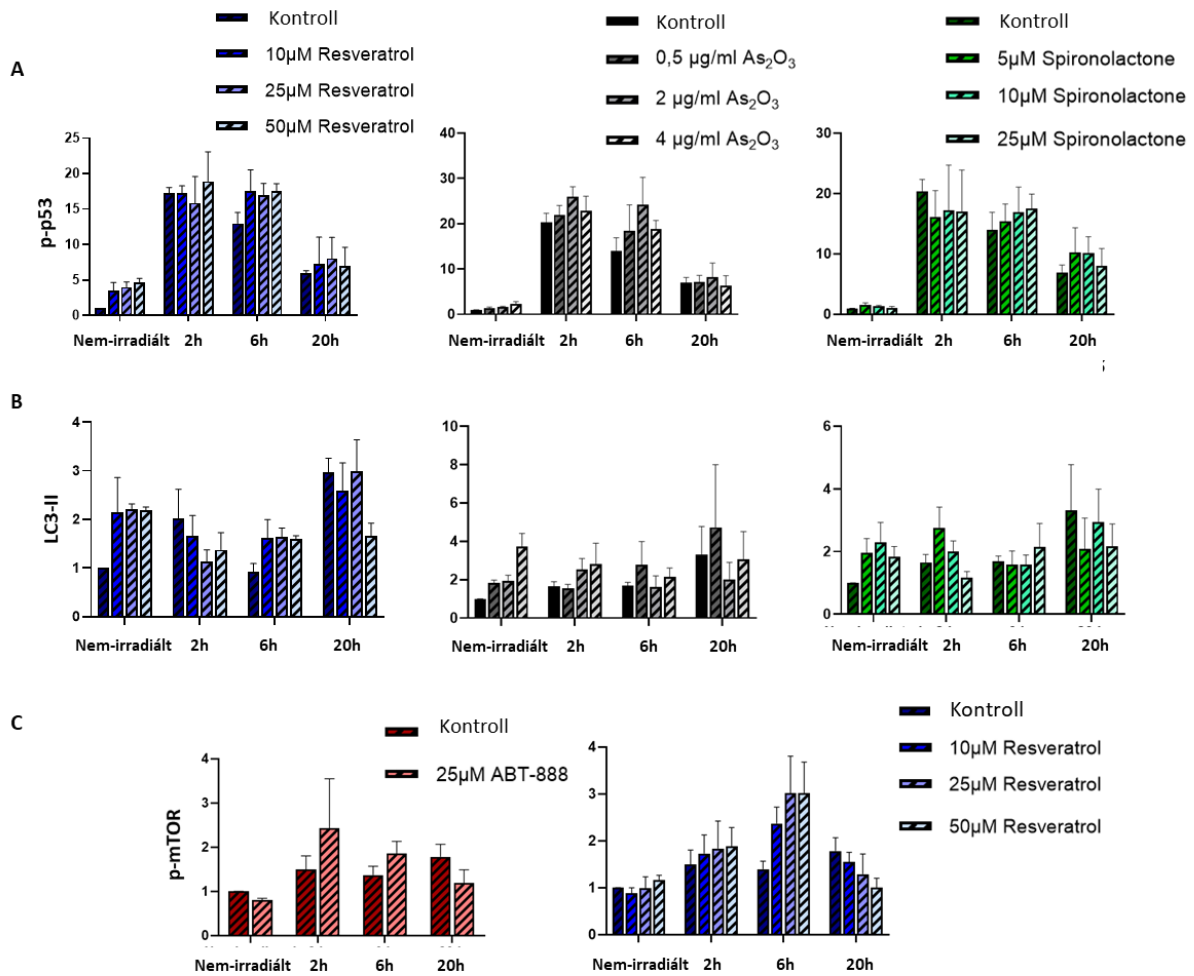 Kontroll
10µM Resveratrol
25µM Resveratrol
50µM Resveratrol
Kontroll
0,5 µg/ml As₂O₃
2 µg/ml As₂O₃
4 µg/ml As₂O₃
Kontroll
5µM Spironolactone
10µM Spironolactone
25µM Spironolactone
A
p-p53
25
20
15
10
5
0
Nem-irradiált 2h 6h 20h
40
30
20
10
0
Nem-irradiált 2h 6h 20h
30
20
10
0
Nem-irradiált 2h 6h 20h
B
LC3-II
4
3
2
1
0
Nem-irradiált 2h 6h 20h
10
8
6
4
2
0
Nem-irradiált 2h 6h 20h
6
4
2
0
Nem-irradiált 2h 6h 20h
C
Kontroll
25µM ABT-888
p-mTOR
4
3
2
1
0
Nem-irradiált 2h 6h 20h
Kontroll
10µM Resveratrol
25µM Resveratrol
50µM Resveratrol
4
3
2
1
0
Nem-irradiált 2h 6h 20h